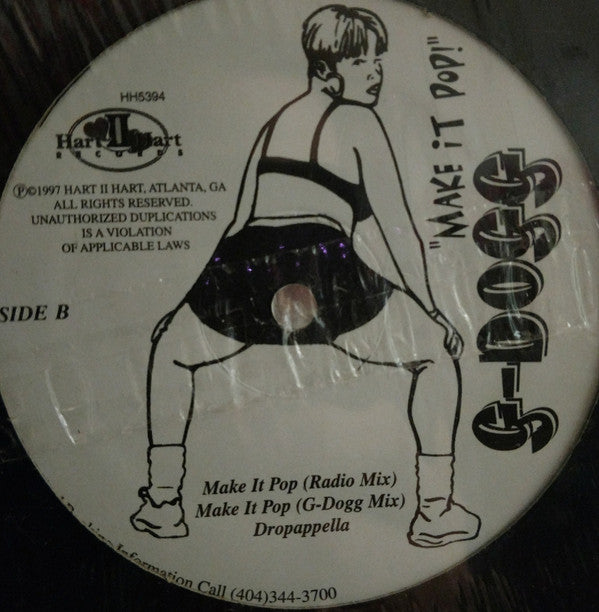 HH5394
Hart II Hart
RECORDS
℗©1997 HART II HART, ATLANTA, GA
ALL RIGHTS RESERVED.
UNAUTHORIZED DUPLICATIONS
IS A VIOLATION
OF APPLICABLE LAWS
SIDE B
"MAKE iT POP!"
G-DOGG
Make It Pop (Radio Mix)
Make It Pop (G-Dogg Mix)
Dropappella
Information Call (404)344-3700